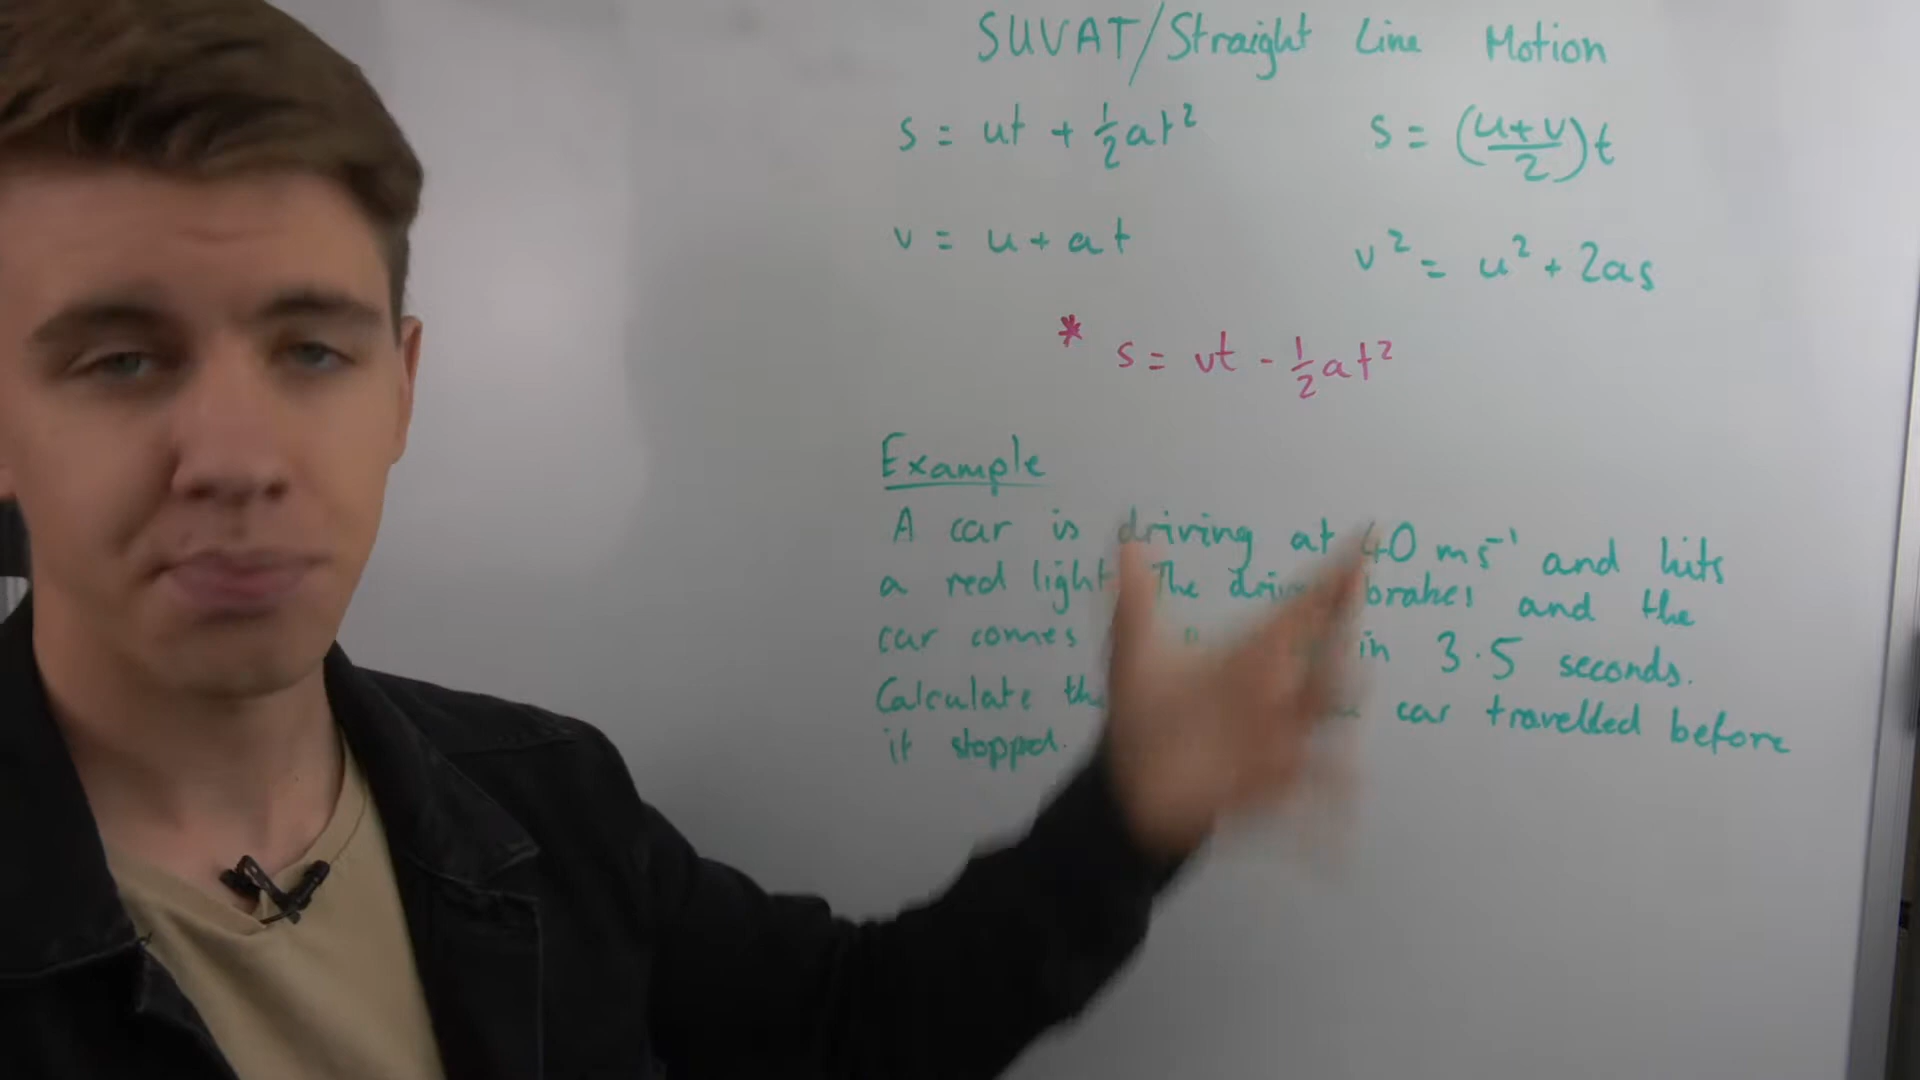 SUVAT/Straight Line Motion
s = ut + ½at²
s = (u+v/2)t
v = u + at
v² = u² + 2as
* s = vt - ½at²
Example
A car is driving at 40 ms⁻¹ and hits
a red light. The brakes and the
car comes in 3.5 seconds.
Calculate car travelled before
it stopped.